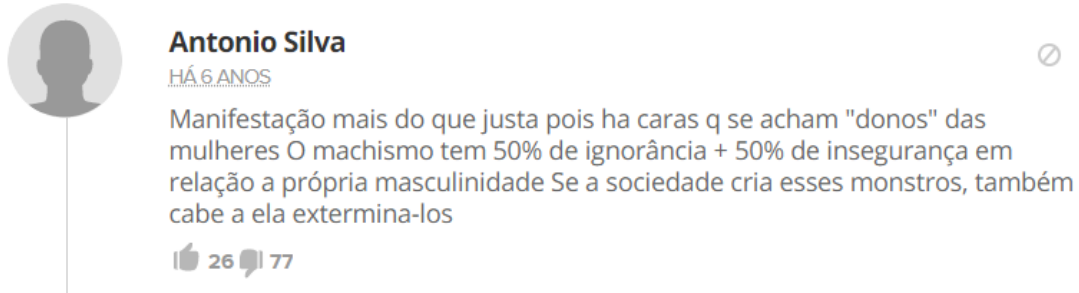 Antonio Silva
HÁ 6 ANOS
Manifestação mais do que justa pois ha caras q se acham "donos" das
mulheres O machismo tem 50% de ignorância + 50% de insegurança em
relação a própria masculinidade Se a sociedade cria esses monstros, também
cabe a ela extermina-los
26 77